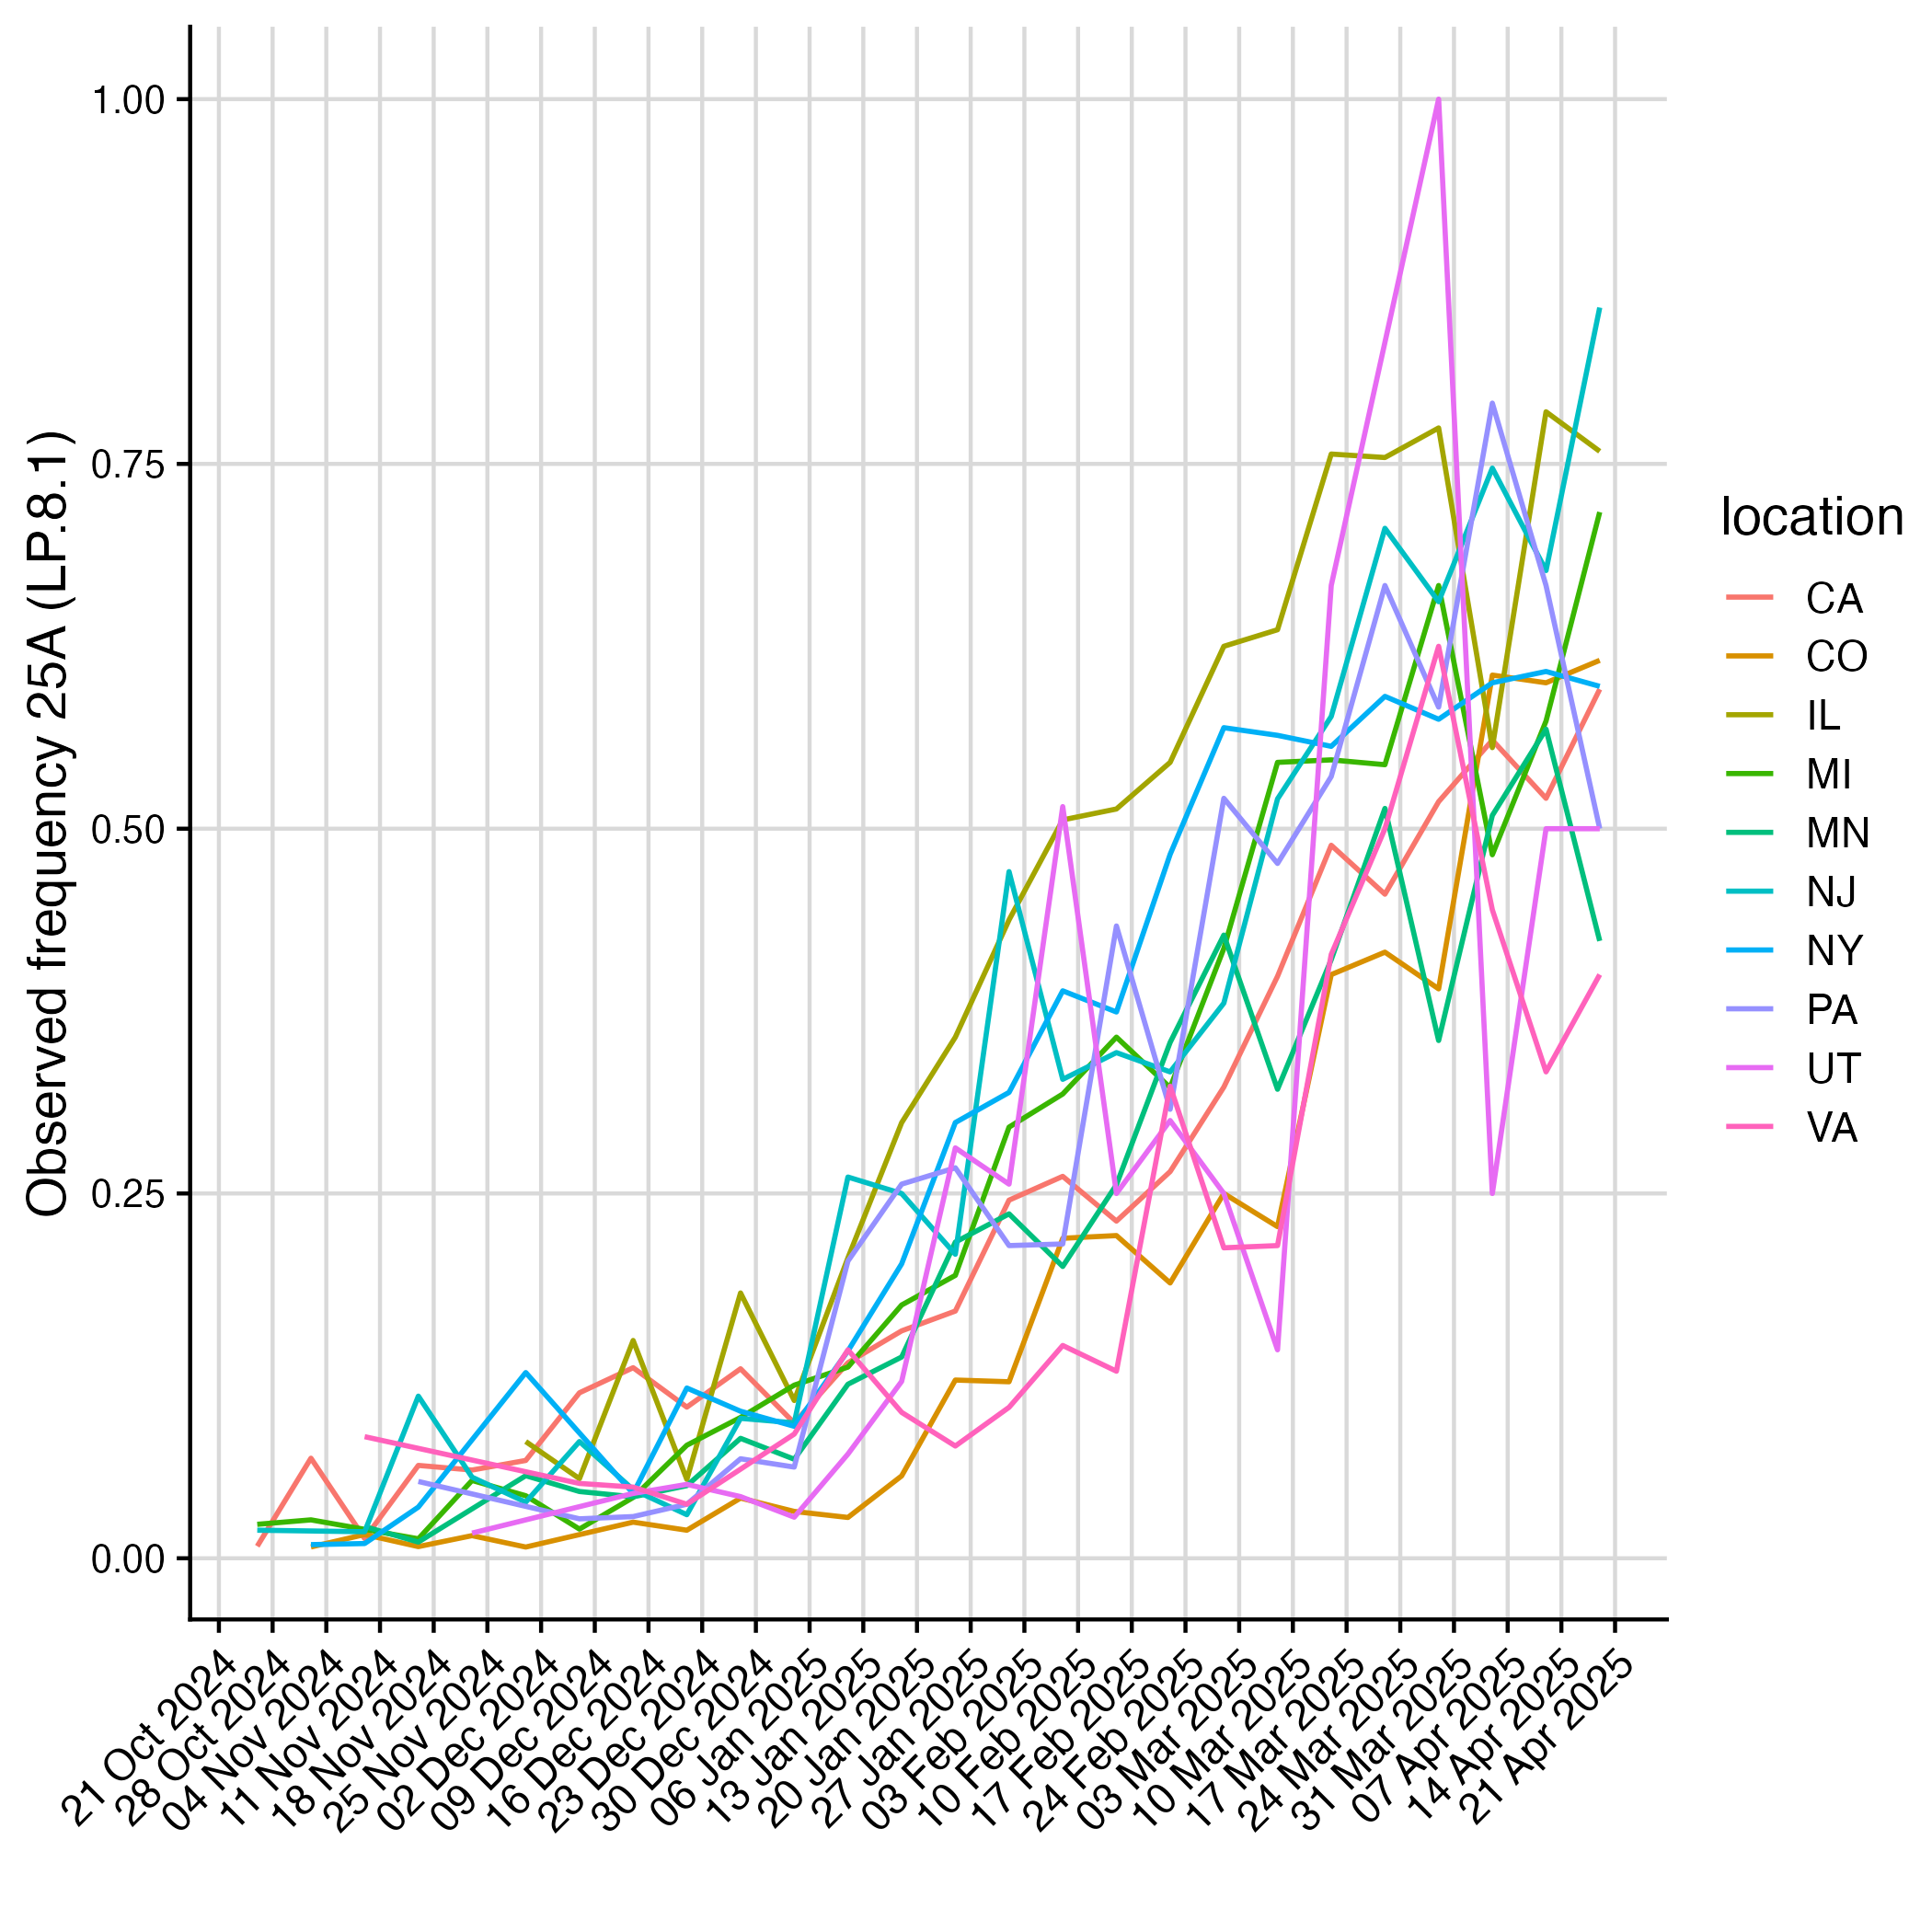 Observed frequency 25A (LP.8.1)
1.00
0.75
0.50
0.25
0.00
21 Oct 2024
28 Oct 2024
04 Nov 2024
11 Nov 2024
18 Nov 2024
25 Nov 2024
02 Dec 2024
09 Dec 2024
16 Dec 2024
23 Dec 2024
30 Dec 2024
06 Jan 2025
13 Jan 2025
20 Jan 2025
27 Jan 2025
03 Feb 2025
10 Feb 2025
17 Feb 2025
24 Feb 2025
03 Mar 2025
10 Mar 2025
17 Mar 2025
24 Mar 2025
31 Mar 2025
07 Apr 2025
14 Apr 2025
21 Apr 2025
location
CA
CO
IL
MI
MN
NJ
NY
PA
UT
VA